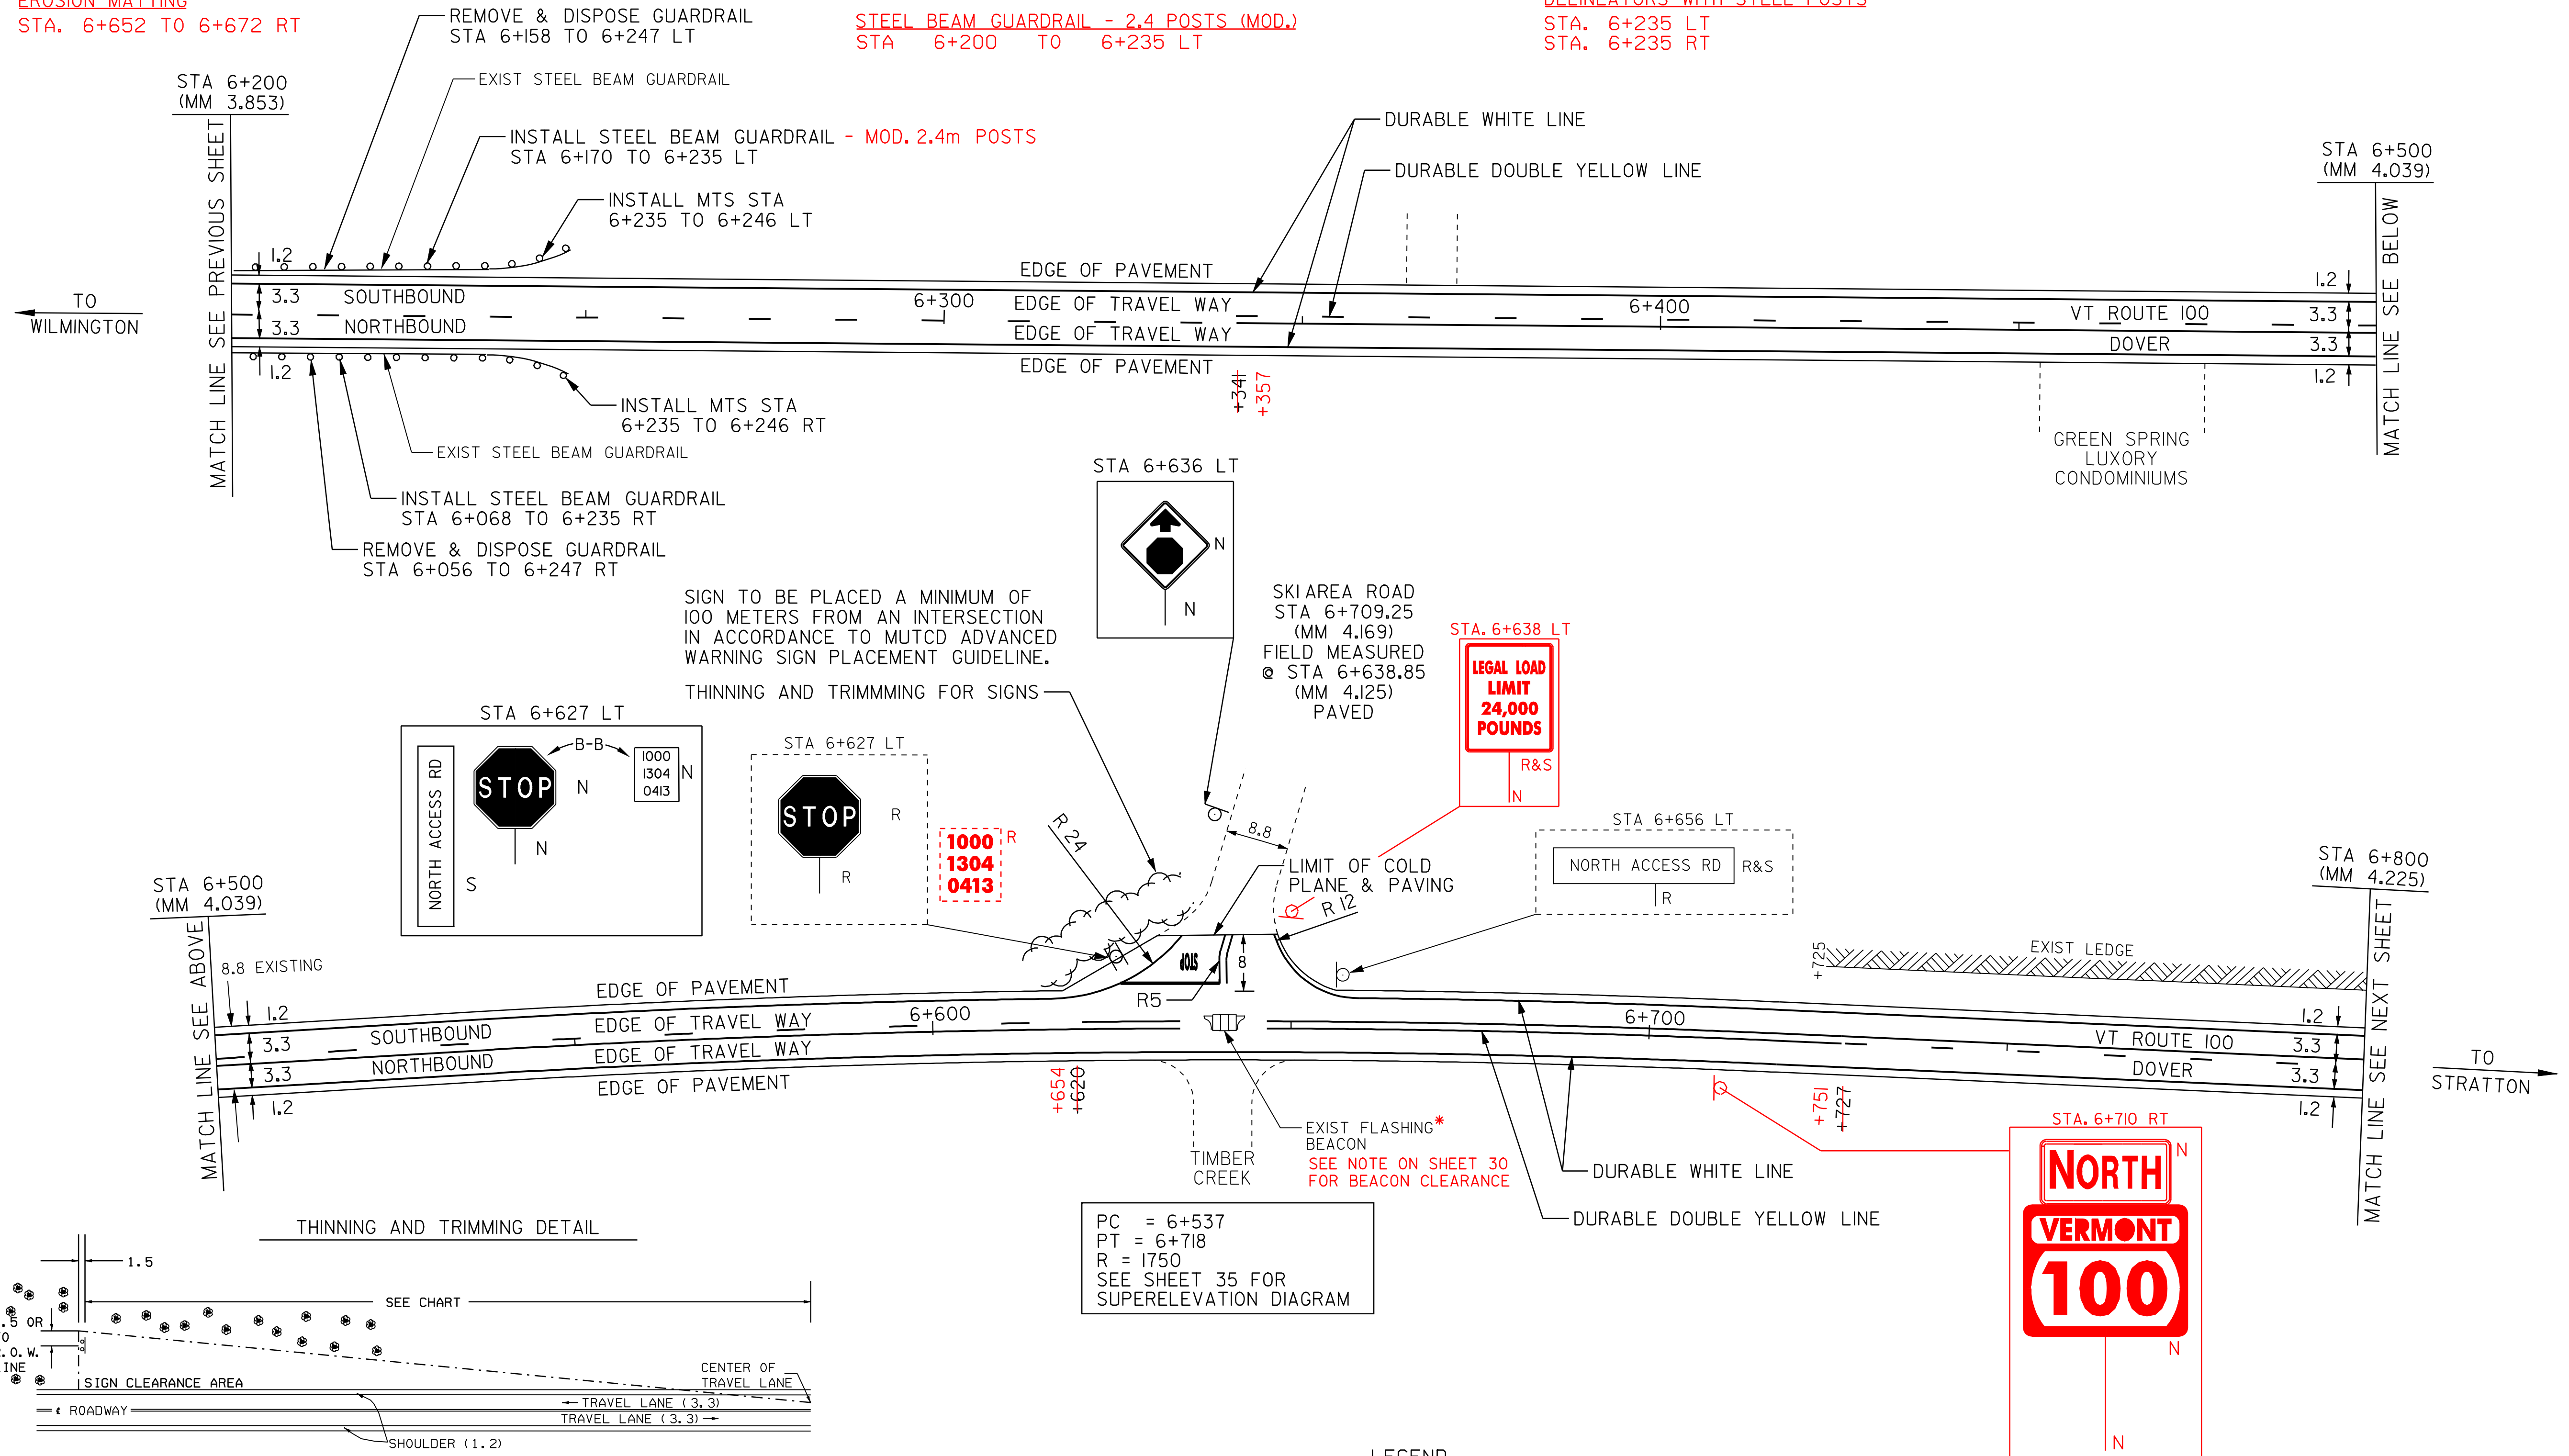 EROSION MATTING
STA. 6+652 TO 6+672 RT
REMOVE & DISPOSE GUARDRAIL
STA 6+158 TO 6+247 LT
STEEL BEAM GUARDRAIL - 2.4 POSTS (MOD.)
STA 6+200 TO 6+235 LT
DELINEATORS WITH STEEL POSTS
STA. 6+235 LT
STA. 6+235 RT
STA 6+200
(MM 3.853)
EXIST STEEL BEAM GUARDRAIL
INSTALL STEEL BEAM GUARDRAIL - MOD. 2.4m POSTS
STA 6+170 TO 6+235 LT
INSTALL MTS STA
6+235 TO 6+246 LT
DURABLE WHITE LINE
DURABLE DOUBLE YELLOW LINE
STA 6+500
(MM 4.039)
MATCH LINE SEE PREVIOUS SHEET
MATCH LINE SEE BELOW
TO
WILMINGTON
1.2
3.3
SOUTHBOUND
3.3
NORTHBOUND
1.2
EDGE OF PAVEMENT
6+300
EDGE OF TRAVEL WAY
EDGE OF TRAVEL WAY
EDGE OF PAVEMENT
6+400
VT ROUTE 100
DOVER
1.2
3.3
3.3
1.2
+341
+357
INSTALL MTS STA
6+235 TO 6+246 RT
EXIST STEEL BEAM GUARDRAIL
INSTALL STEEL BEAM GUARDRAIL
STA 6+068 TO 6+235 RT
REMOVE & DISPOSE GUARDRAIL
STA 6+056 TO 6+247 RT
GREEN SPRING
LUXORY
CONDOMINIUMS
STA 6+636 LT
N
N
SIGN TO BE PLACED A MINIMUM OF
100 METERS FROM AN INTERSECTION
IN ACCORDANCE TO MUTCD ADVANCED
WARNING SIGN PLACEMENT GUIDELINE.
THINNING AND TRIMMMING FOR SIGNS
SKI AREA ROAD
STA 6+709.25
(MM 4.169)
FIELD MEASURED
@ STA 6+638.85
(MM 4.125)
PAVED
STA. 6+638 LT
LEGAL LOAD
LIMIT
24,000
POUNDS
R&S
N
STA 6+627 LT
NORTH ACCESS RD
S
STOP
B-B
N
N
1000
1304
0413
N
STA 6+627 LT
STOP
R
R
1000
1304
0413
R
R 24
8.8
LIMIT OF COLD
PLANE & PAVING
R 12
STA 6+656 LT
NORTH ACCESS RD
R&S
R
STA 6+500
(MM 4.039)
STA 6+800
(MM 4.225)
MATCH LINE SEE ABOVE
MATCH LINE SEE NEXT SHEET
8.8 EXISTING
1.2
3.3
SOUTHBOUND
3.3
NORTHBOUND
1.2
EDGE OF PAVEMENT
EDGE OF TRAVEL WAY
6+600
EDGE OF TRAVEL WAY
EDGE OF PAVEMENT
STOP
8
R5
6+700
+725
EXIST LEDGE
VT ROUTE 100
DOVER
1.2
3.3
3.3
1.2
TO
STRATTON
+654
+620
TIMBER
CREEK
EXIST FLASHING*
BEACON
SEE NOTE ON SHEET 30
FOR BEACON CLEARANCE
DURABLE WHITE LINE
DURABLE DOUBLE YELLOW LINE
+751
+727
STA. 6+710 RT
NORTH
N
VERMONT
100
N
N
PC = 6+537
PT = 6+718
R = 1750
SEE SHEET 35 FOR
SUPERELEVATION DIAGRAM
THINNING AND TRIMMING DETAIL
1.5
SEE CHART
.5 OR
O
R.O.W.
LINE
SIGN CLEARANCE AREA
CENTER OF
TRAVEL LANE
ROADWAY
TRAVEL LANE (3.3)
TRAVEL LANE (3.3)
SHOULDER (1.2)
LEGEND